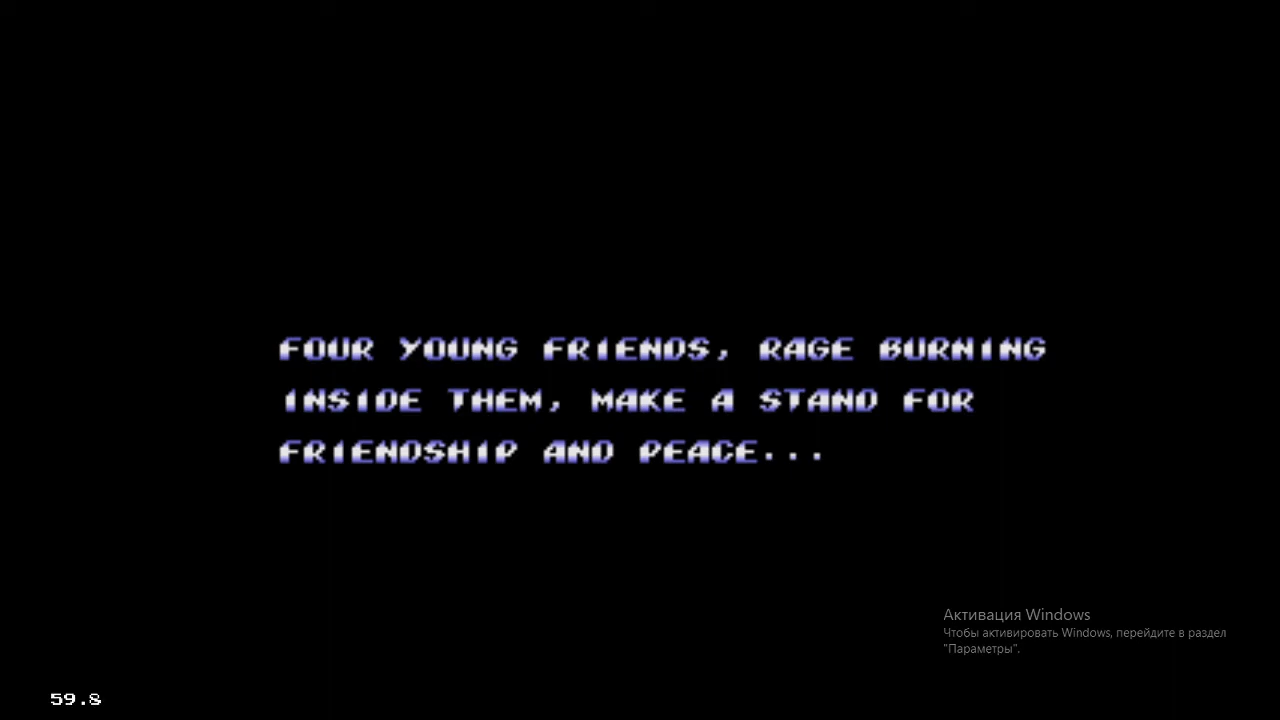 FOUR YOUNG FRIENDS, RAGE BURNING
INSIDE THEM, MAKE A STAND FOR
FRIENDSHIP AND PEACE...
Активация Windows
Чтобы активировать Windows, перейдите в раздел
"Параметры".
59.8